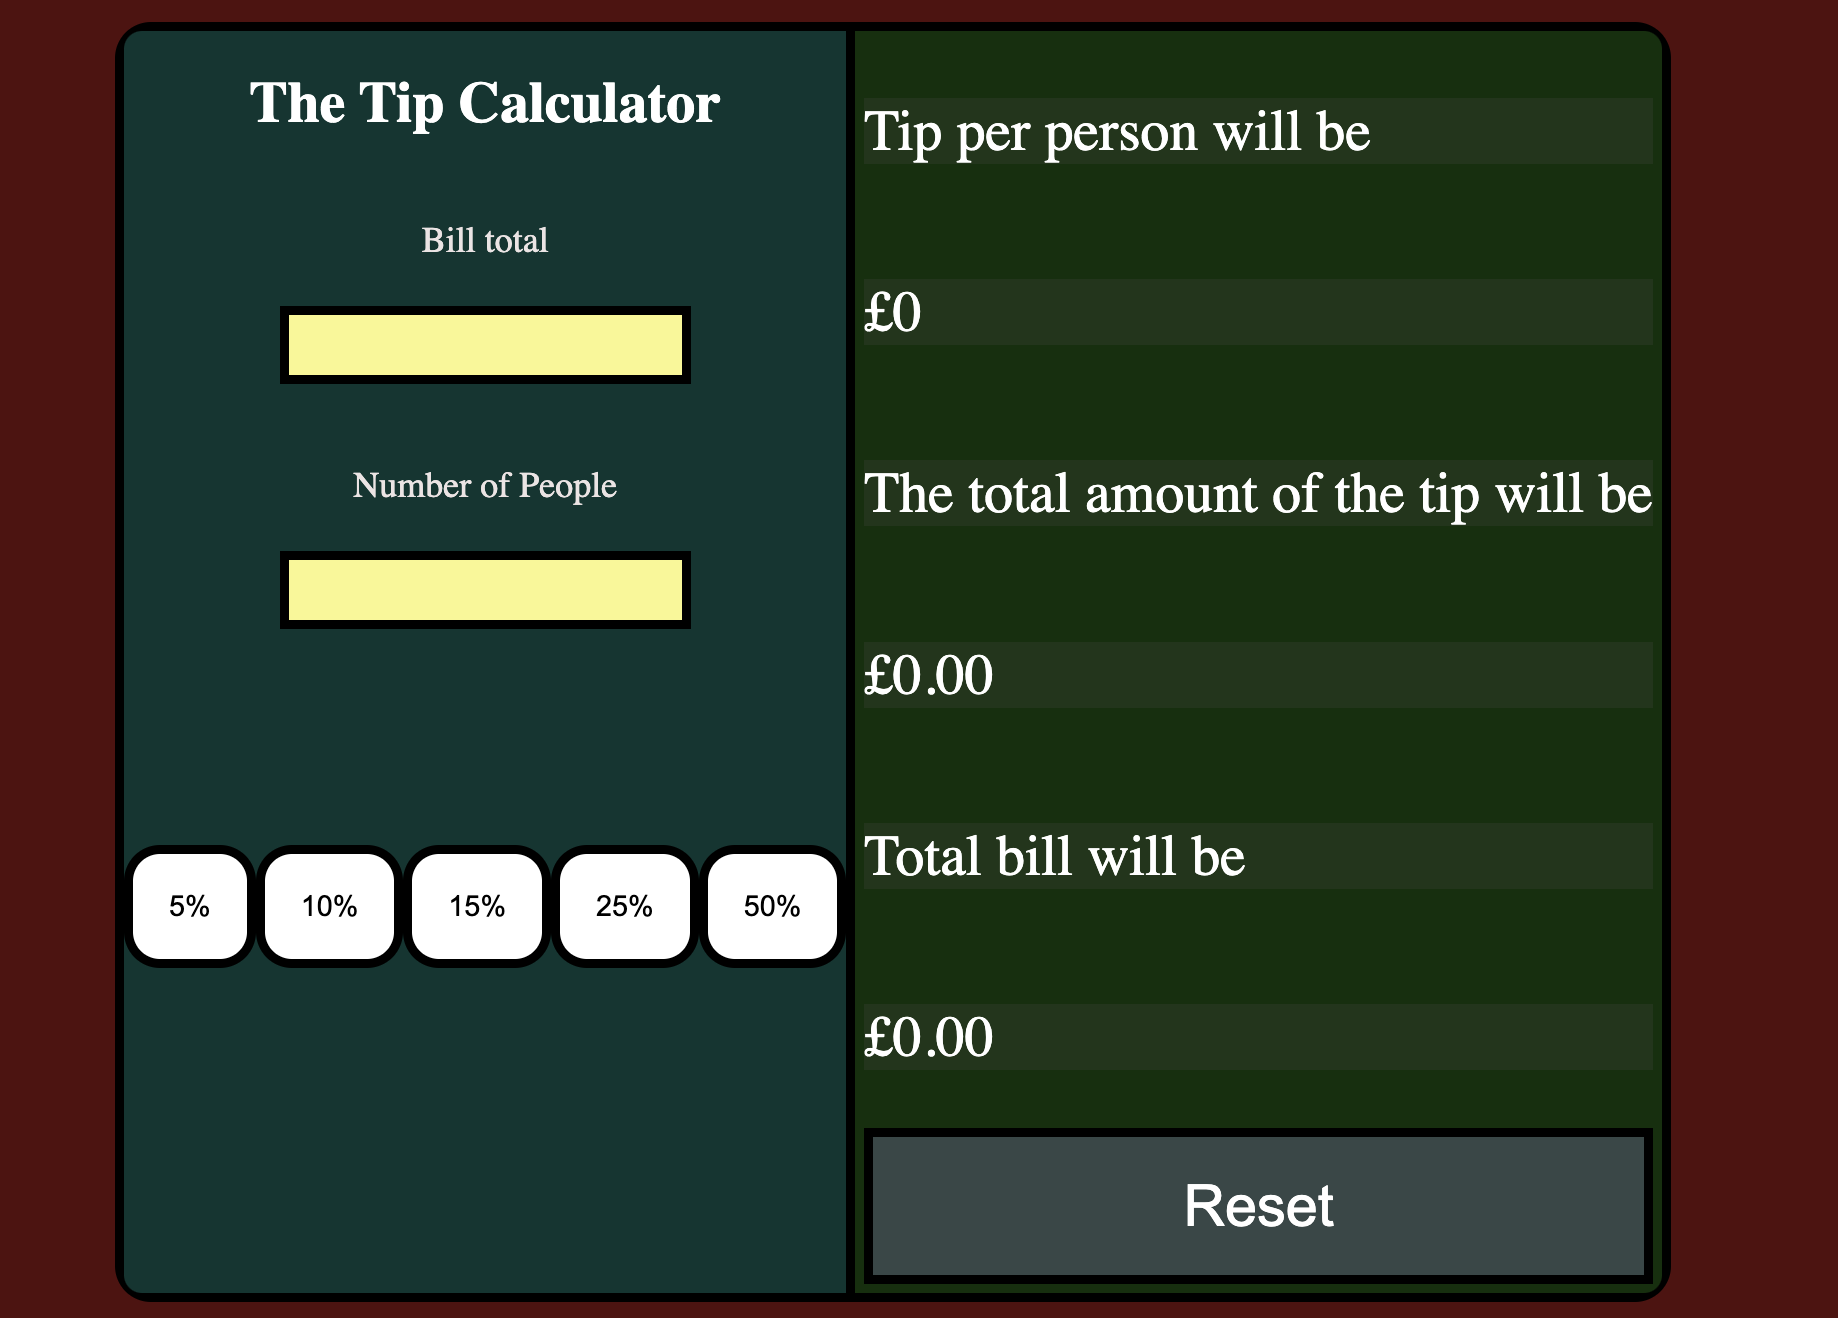 The Tip Calculator
Bill total
Number of People
5% 10% 15% 25% 50%
Tip per person will be
£0
The total amount of the tip will be
£0.00
Total bill will be
£0.00
Reset